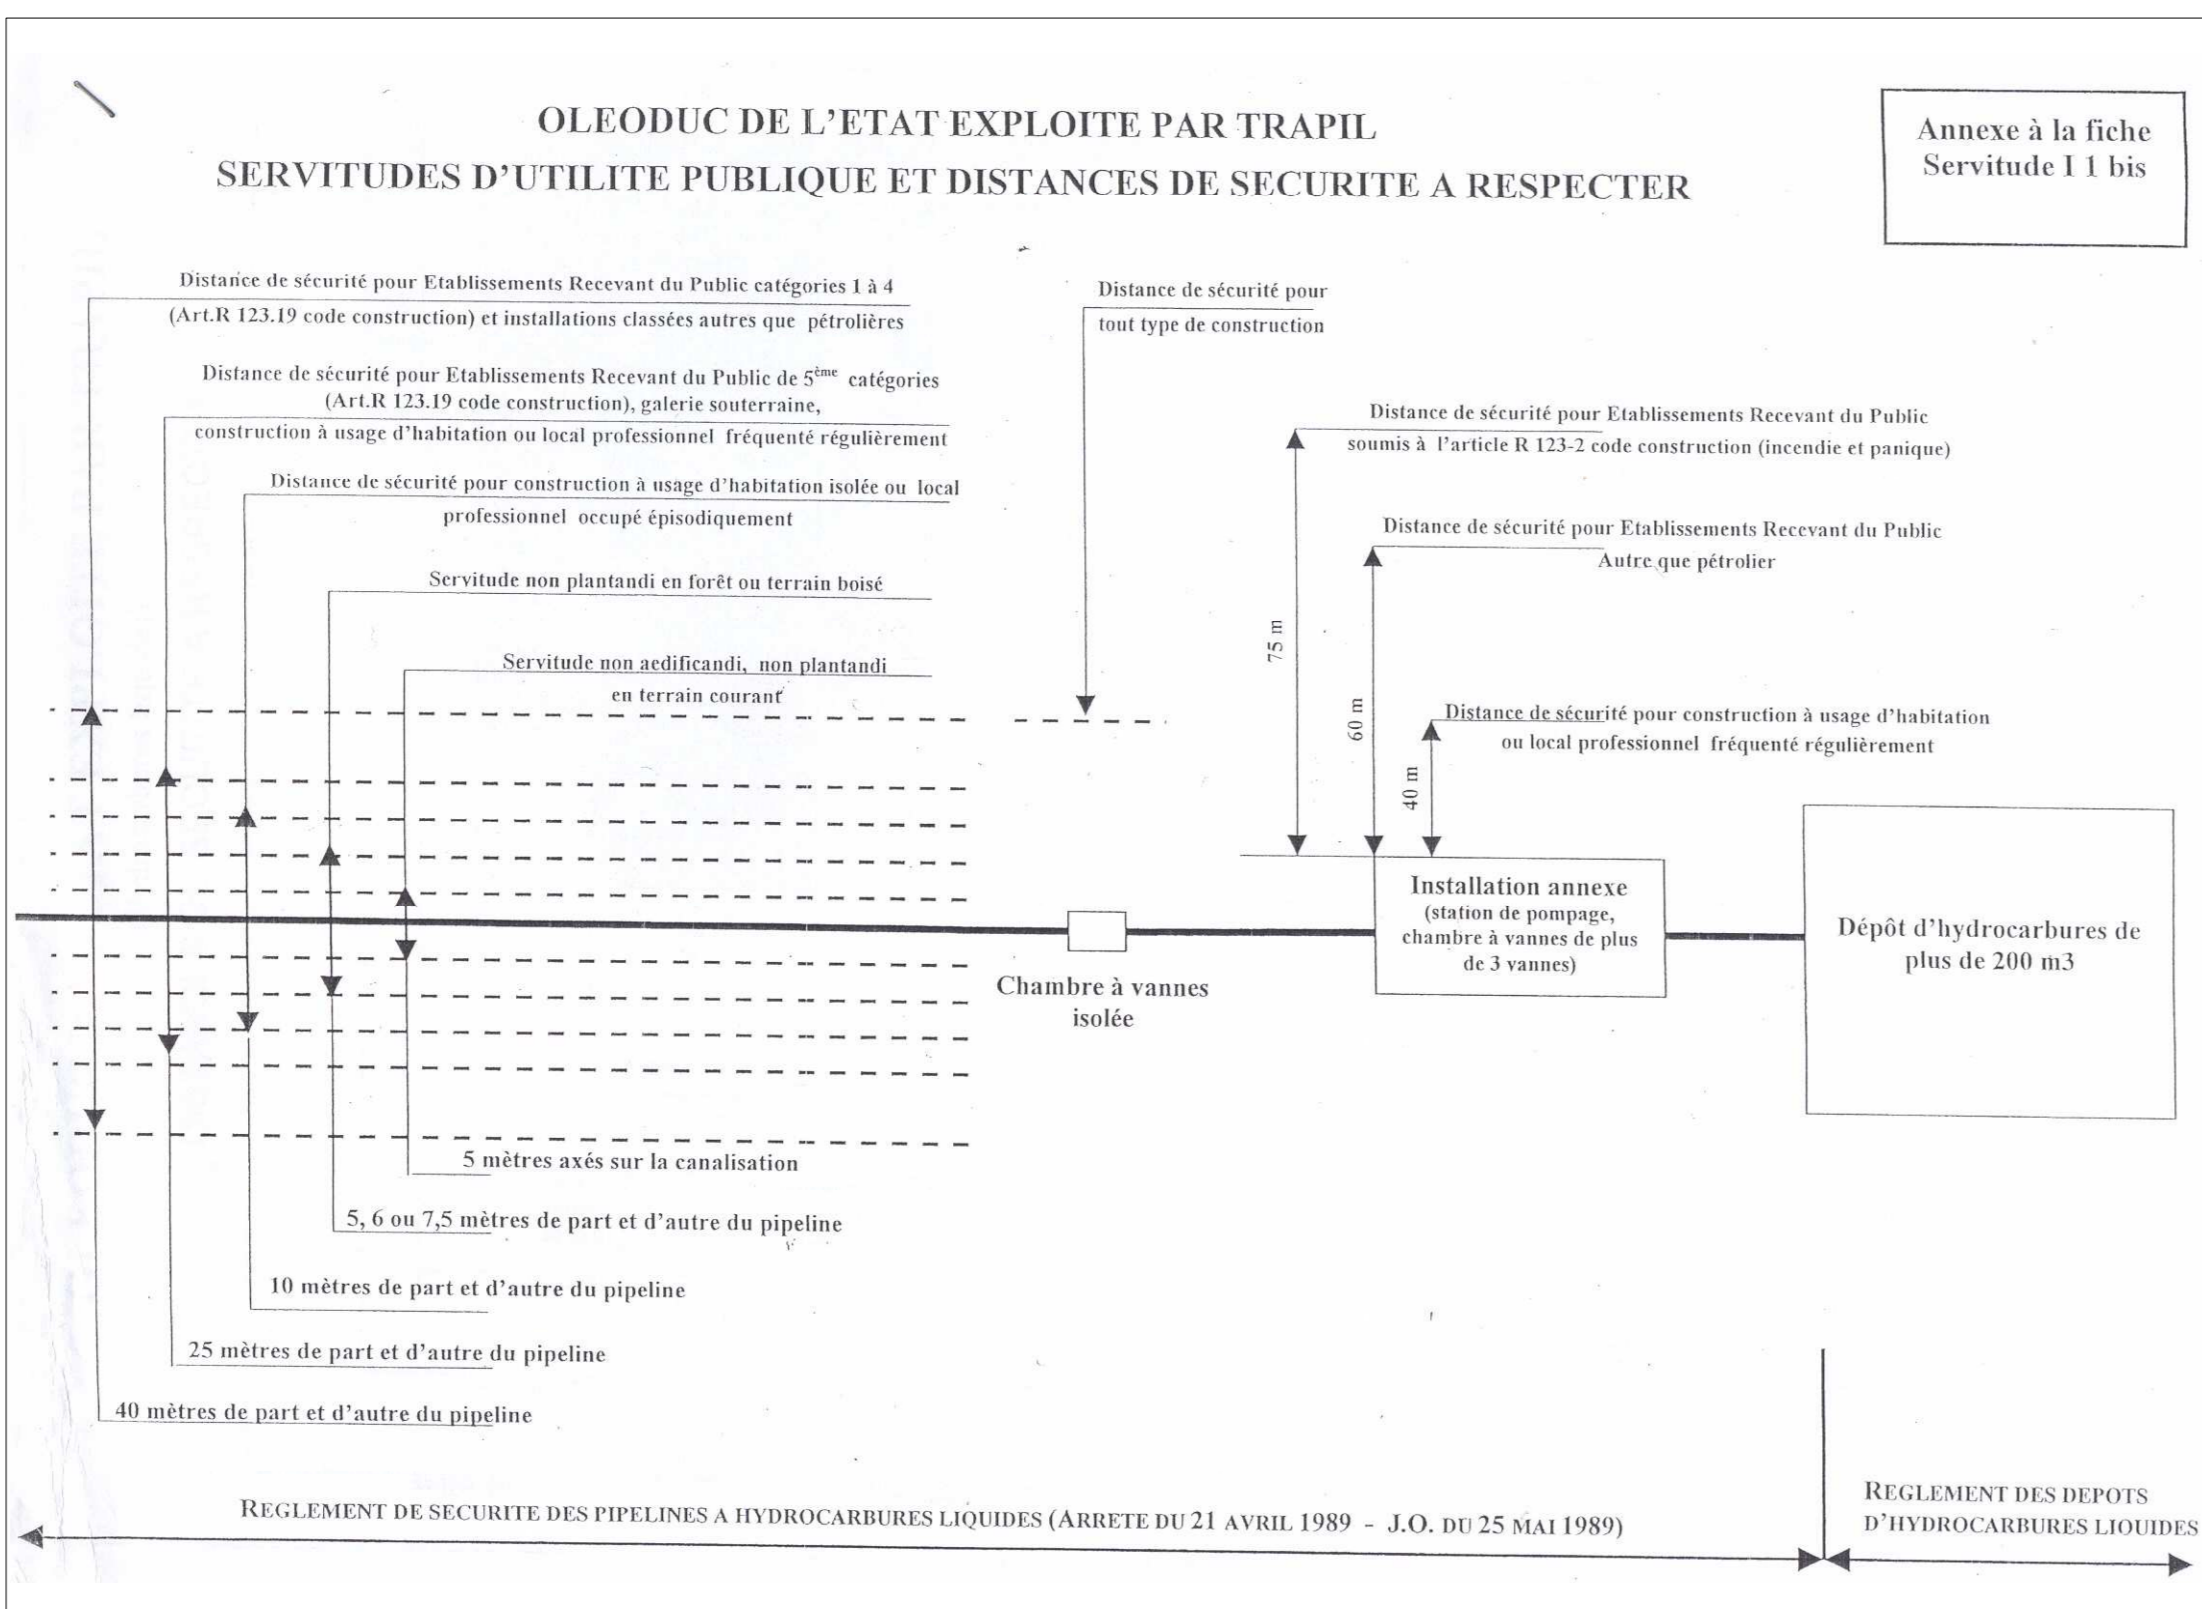 OLEODUC DE L'ETAT EXPLOITE PAR TRAPIL
SERVITUDES D'UTILITE PUBLIQUE ET DISTANCES DE SECURITE A RESPECTER
Annexe à la fiche
Servitude I 1 bis
Distance de sécurité pour Etablissements Recevant du Public catégories 1 à 4
(Art.R 123.19 code construction) et installations classées autres que pétrolières
Distance de sécurité pour Etablissements Recevant du Public de 5ème catégories
(Art.R 123.19 code construction), galerie souterraine,
construction à usage d'habitation ou local professionnel fréquenté régulièrement
Distance de sécurité pour construction à usage d'habitation isolée ou local
professionnel occupé épisodiquement
Servitude non plantandi en forêt ou terrain boisé
Servitude non aedificandi, non plantandi
en terrain courant
Distance de sécurité pour
tout type de construction
Distance de sécurité pour Etablissements Recevant du Public
soumis à l'article R 123-2 code construction (incendie et panique)
Distance de sécurité pour Etablissements Recevant du Public
Autre que pétrolier
75 m
60 m
Distance de sécurité pour construction à usage d'habitation
ou local professionnel fréquenté régulièrement
40 m
Installation annexe
(station de pompage,
chambre à vannes de plus
de 3 vannes)
Dépôt d'hydrocarbures de
plus de 200 m3
Chambre à vannes
isolée
5 mètres axés sur la canalisation
5, 6 ou 7,5 mètres de part et d'autre du pipeline
10 mètres de part et d'autre du pipeline
25 mètres de part et d'autre du pipeline
40 mètres de part et d'autre du pipeline
REGLEMENT DE SECURITE DES PIPELINES A HYDROCARBURES LIQUIDES (ARRETE DU 21 AVRIL 1989 - J.O. DU 25 MAI 1989)
REGLEMENT DES DEPOTS
D'HYDROCARBURES LIQUIDES